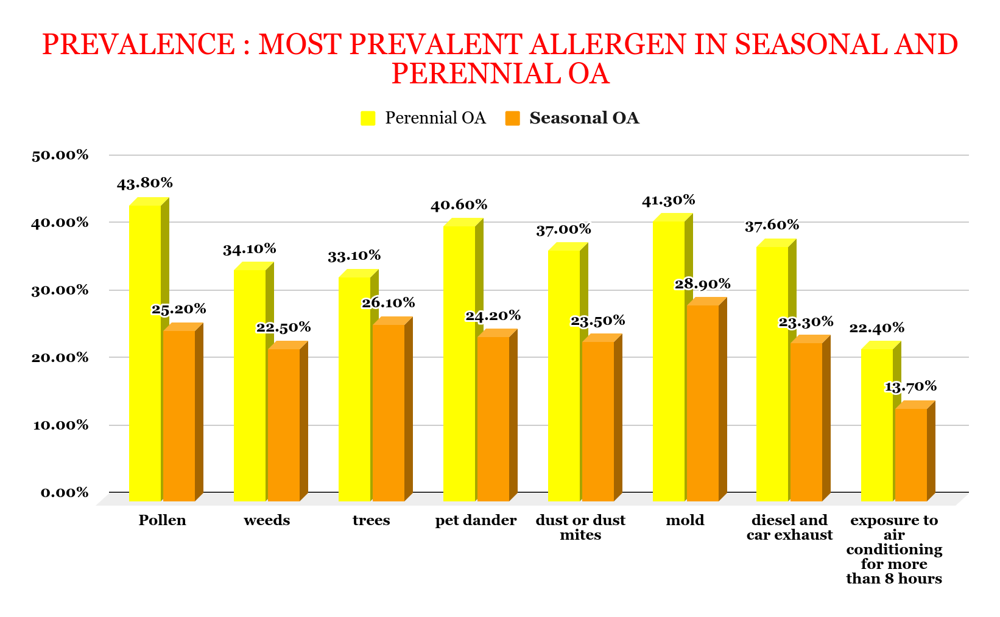 PREVALENCE : MOST PREVALENT ALLERGEN IN SEASONAL AND
PERENNIAL OA
Perennial OA
Seasonal OA
50.00%
40.00%
30.00%
20.00%
10.00%
0.00%
43.80%
25.20%
34.10%
22.50%
33.10%
26.10%
40.60%
24.20%
37.00%
23.50%
41.30%
28.90%
37.60%
23.30%
22.40%
13.70%
Pollen
weeds
trees
pet dander
dust or dust
mites
mold
diesel and
car exhaust
exposure to
air
conditioning
for more
than 8 hours